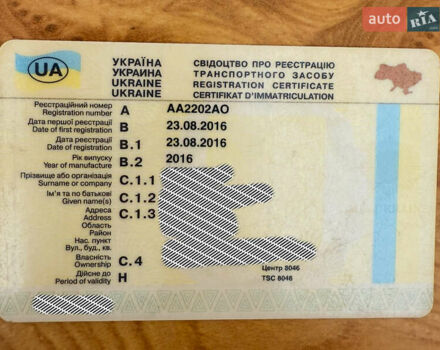 auto RIA
UA
УКРАЇНА
УКРАИНА
UKRAINE
UKRAINE
СВІДОЦТВО ПРО РЕЄСТРАЦІЮ
ТРАНСПОРТНОГО ЗАСОБУ
REGISTRATION CERTIFICATE
CERTIFICAT D'IMMATRICULATION
Реєстраційний номер
Registration number A AA2202AO
Дата першої реєстрації
Date of first registration B 23.08.2016
Дата реєстрації
Date of registration B.1 23.08.2016
Рік випуску
Year of manufacture B.2 2016
Прізвище або організація
Surname or company C.1.1
Ім'я та по батькові
Given name(s) C.1.2
Адреса
Address C.1.3
Область
Район
Нас. пункт
Вул., буд., кв.
Власність
Ownership C.4
Центр 8046
Дійсне до
Period of validity H
TSC 8046